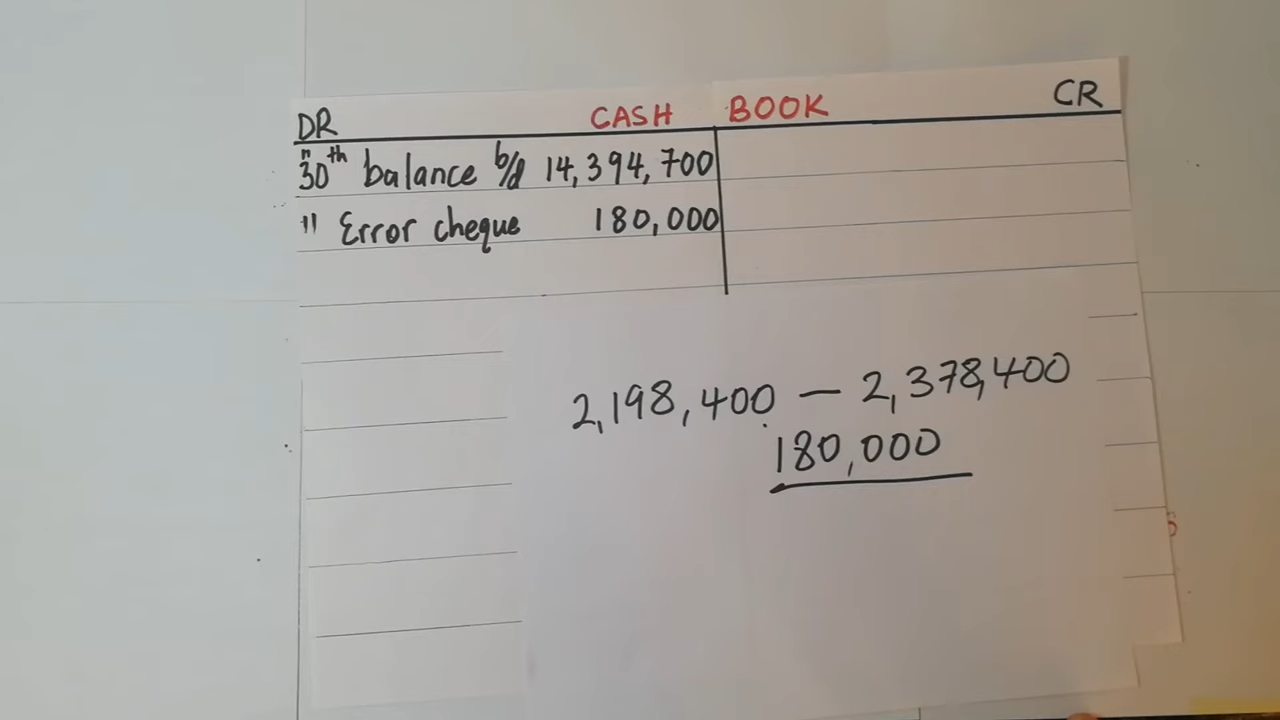 DR CASH BOOK CR
30th balance b/d 14,394,700
" Error cheque 180,000
2,198,400 — 2,378,400
180,000